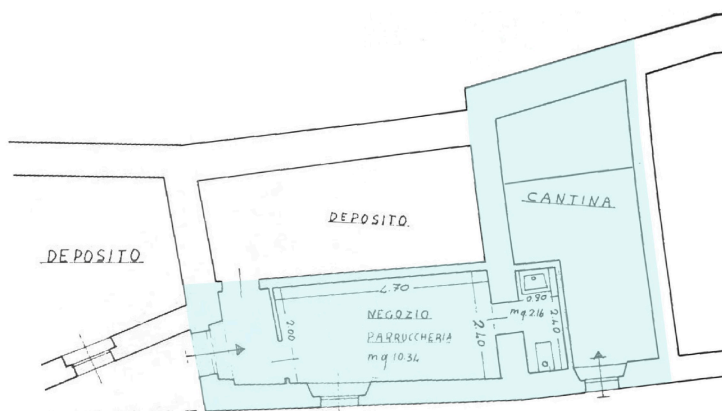 CANTINA
DEPOSITO
DEPOSITO
4.70
0.90
NEGOZIO
mq.2.16
2.00
2.40
2.40
PARRUCCHERIA
mq 10.34